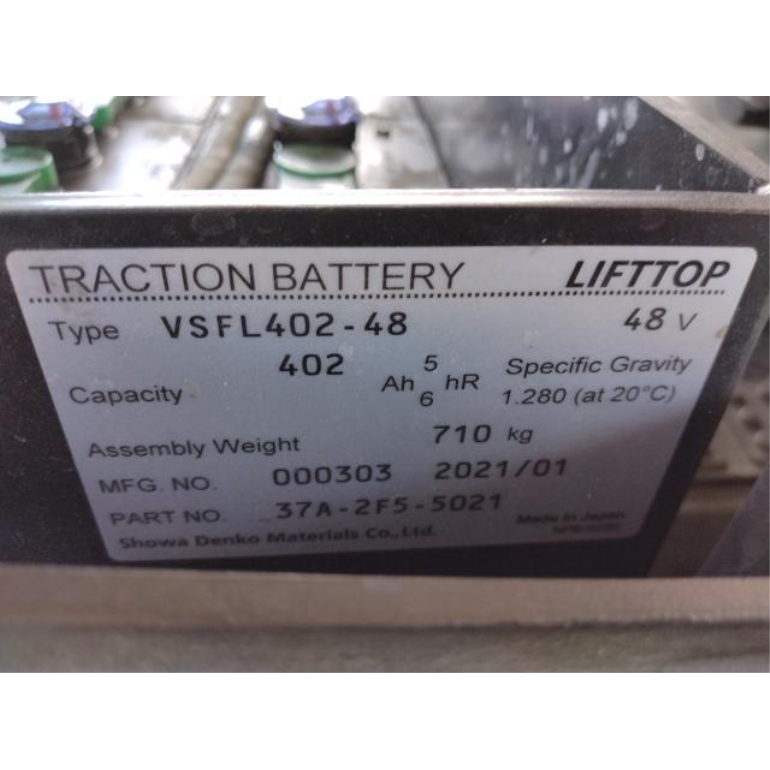 TRACTION BATTERY LIFTTOP
Type VSFL402-48 48 V
Capacity 402 Ah 5 6 hR Specific Gravity
1.280 (at 20°C)
Assembly Weight 710 kg
MFG. NO. 000303 2021/01
PART NO. 37A-2F5-5021
Made in Japan
Showa Denko Materials Co., Ltd.